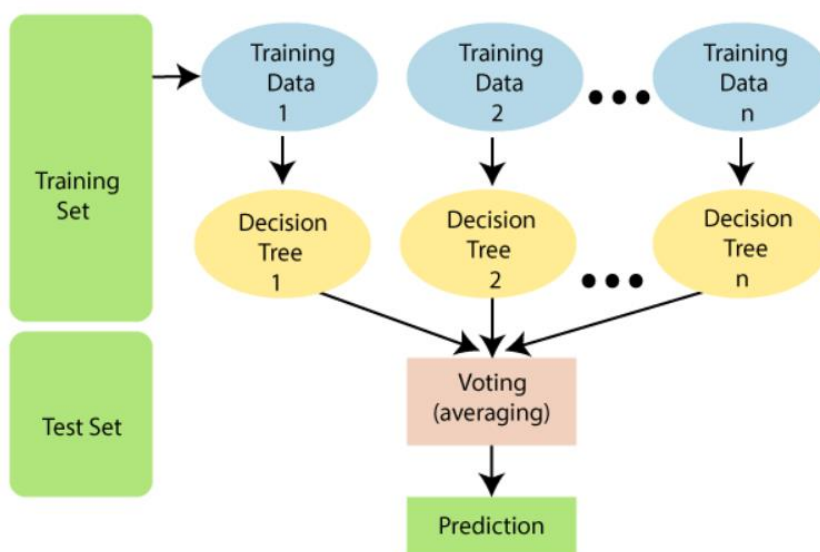 Training
Set
Training
Data
1
Training
Data
2
Training
Data
n
Decision
Tree
1
Decision
Tree
2
Decision
Tree
n
Test Set
Voting
(averaging)
Prediction